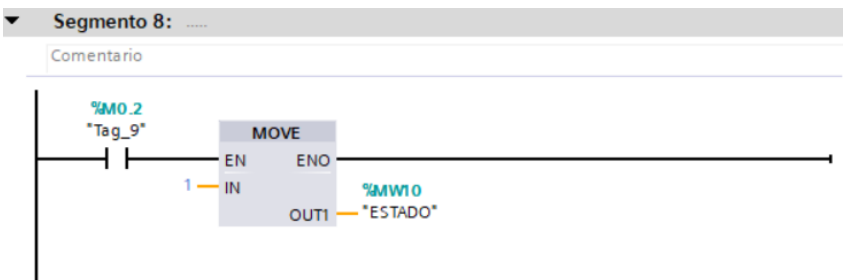 Segmento 8: .....
Comentario
%M0.2
"Tag_9"
MOVE
EN ENO
1 IN
%MW10
OUT1 "ESTADO"